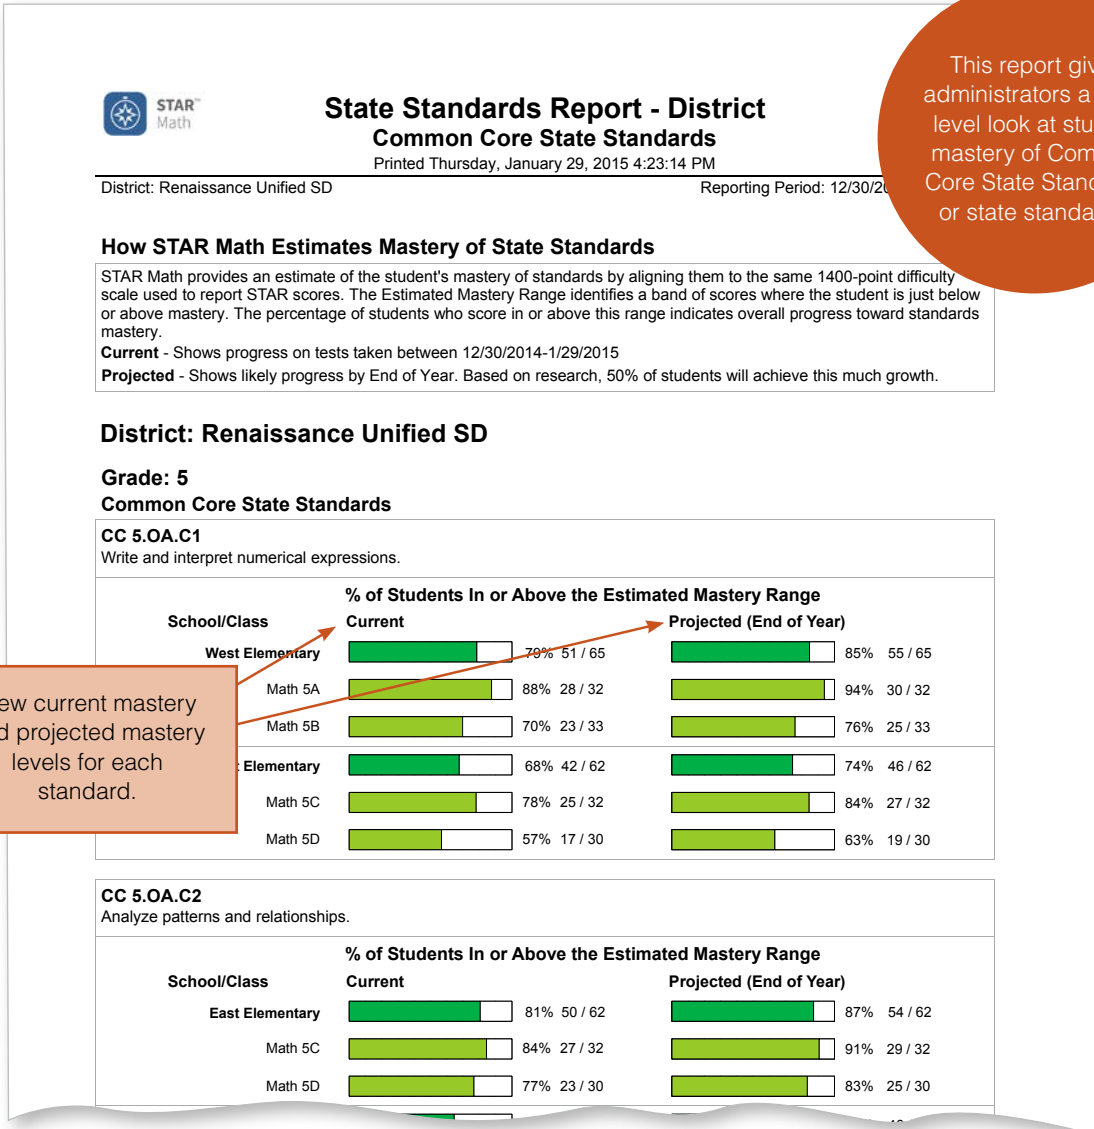 STAR™
Math
State Standards Report - District
Common Core State Standards
Printed Thursday, January 29, 2015 4:23:14 PM
District: Renaissance Unified SD
Reporting Period: 12/30/20
This report giv
administrators a
level look at stu
mastery of Com
Core State Stand
or state standa
How STAR Math Estimates Mastery of State Standards
STAR Math provides an estimate of the student's mastery of standards by aligning them to the same 1400-point difficulty
scale used to report STAR scores. The Estimated Mastery Range identifies a band of scores where the student is just below
or above mastery. The percentage of students who score in or above this range indicates overall progress toward standards
mastery.
Current - Shows progress on tests taken between 12/30/2014-1/29/2015
Projected - Shows likely progress by End of Year. Based on research, 50% of students will achieve this much growth.
District: Renaissance Unified SD
Grade: 5
Common Core State Standards
CC 5.OA.C1
Write and interpret numerical expressions.
% of Students In or Above the Estimated Mastery Range
School/Class Current Projected (End of Year)
West Elementary 79% 51 / 65 85% 55 / 65
Math 5A 88% 28 / 32 94% 30 / 32
Math 5B 70% 23 / 33 76% 25 / 33
Elementary 68% 42 / 62 74% 46 / 62
Math 5C 78% 25 / 32 84% 27 / 32
Math 5D 57% 17 / 30 63% 19 / 30
ew current mastery
d projected mastery
levels for each
standard.
CC 5.OA.C2
Analyze patterns and relationships.
% of Students In or Above the Estimated Mastery Range
School/Class Current Projected (End of Year)
East Elementary 81% 50 / 62 87% 54 / 62
Math 5C 84% 27 / 32 91% 29 / 32
Math 5D 77% 23 / 30 83% 25 / 30